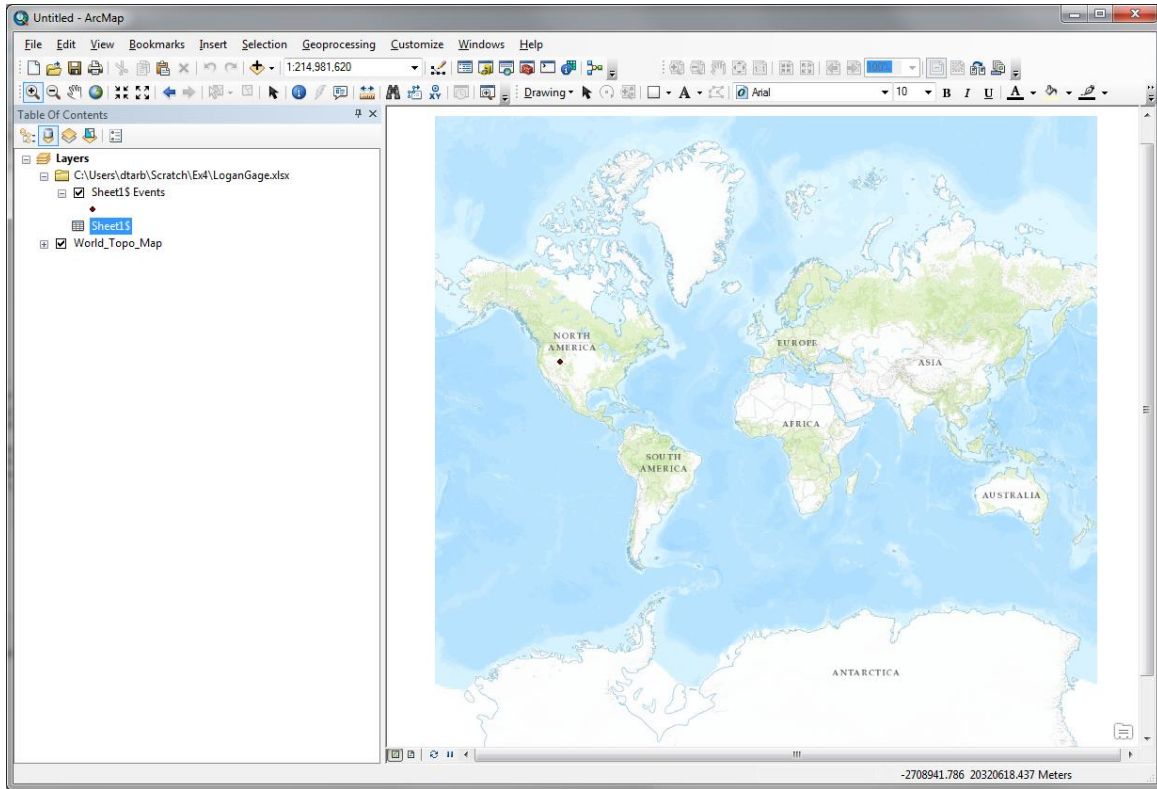 Untitled - ArcMap
File Edit View Bookmarks Insert Selection Geoprocessing Customize Windows Help
1:214,981,620
100%
Drawing A Arial 10 B I U A
Table Of Contents
Layers
C:\Users\dtarb\Scratch\Ex4\LoganGage.xlsx
Sheet1$ Events
Sheet1$
World_Topo_Map
NORTH
AMERICA
EUROPE
ASIA
AFRICA
SOUTH
AMERICA
AUSTRALIA
ANTARCTICA
-2708941.786 20320618.437 Meters